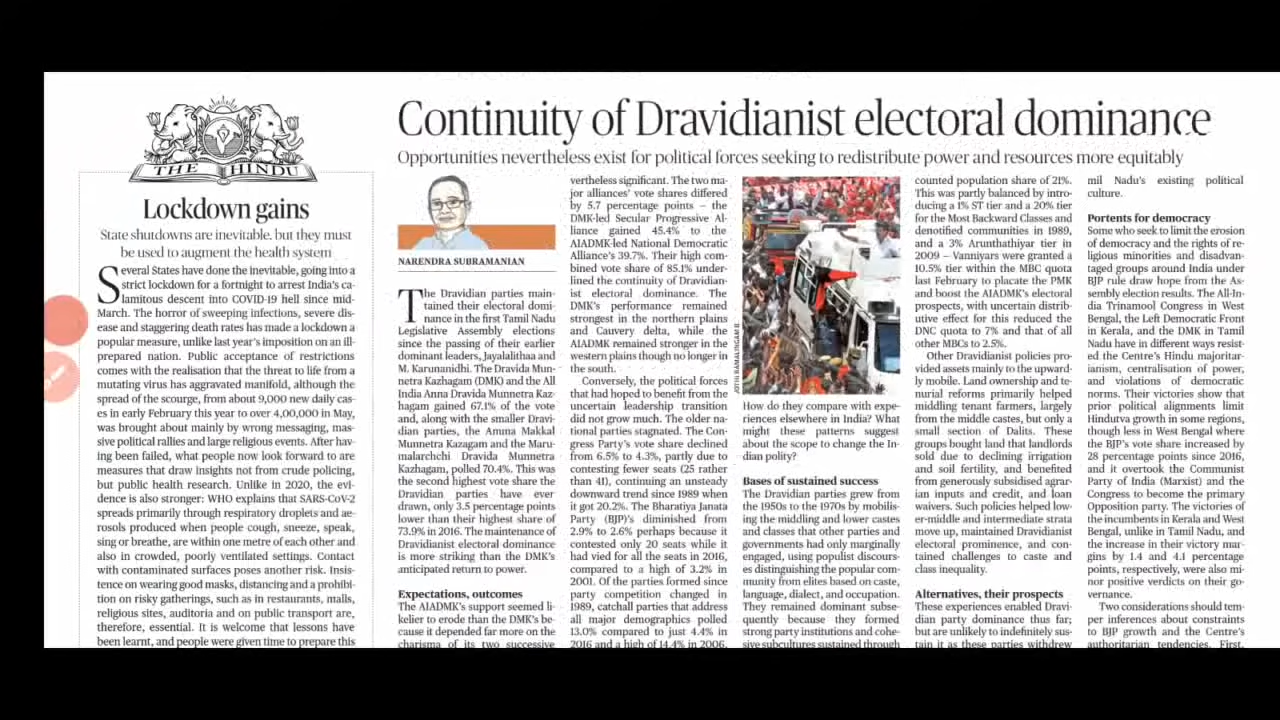 THE HINDU
Lockdown gains
State shutdowns are inevitable, but they must
be used to augment the health system
Several States have done the inevitable, going into a
strict lockdown for a fortnight to arrest India's ca-
lamitous descent into COVID-19 hell since mid-
March. The horror of sweeping infections, severe dis-
ease and staggering death rates has made a lockdown a
popular measure, unlike last year's imposition on an ill-
prepared nation. Public acceptance of restrictions
comes with the realisation that the threat to life from a
mutating virus has aggravated manifold, although the
spread of the scourge, from about 9,000 new daily cas-
es in early February this year to over 4,00,000 in May,
was brought about mainly by wrong messaging, mas-
sive political rallies and large religious events. After hav-
ing been failed, what people now look forward to are
measures that draw insights not from crude policing,
but public health research. Unlike in 2020, the evi-
dence is also stronger: WHO explains that SARS-CoV-2
spreads primarily through respiratory droplets and ae-
rosols produced when people cough, sneeze, speak,
sing or breathe, are within one metre of each other and
also in crowded, poorly ventilated settings. Contact
with contaminated surfaces poses another risk. Insis-
tence on wearing good masks, distancing and a prohibi-
tion on risky gatherings, such as in restaurants, malls,
religious sites, auditoria and on public transport are,
therefore, essential. It is welcome that lessons have
been learnt, and people were given time to prepare this
Continuity of Dravidianist electoral dominance
Opportunities nevertheless exist for political forces seeking to redistribute power and resources more equitably
NARENDRA SUBRAMANIAN
The Dravidian parties main-
tained their electoral domi-
nance in the first Tamil Nadu
Legislative Assembly elections
since the passing of their earlier
dominant leaders, Jayalalithaa and
M. Karunanidhi. The Dravida Mun-
netra Kazhagam (DMK) and the All
India Anna Dravida Munnetra Kaz-
hagam gained 67.1% of the vote
and, along with the smaller Dravi-
dian parties, the Amma Makkal
Munnetra Kazagam and the Maru-
malarchchi Dravida Munnetra
Kazhagam, polled 70.4%. This was
the second highest vote share the
Dravidian parties have ever
drawn, only 3.5 percentage points
lower than their highest share of
73.9% in 2016. The maintenance of
Dravidianist electoral dominance
is more striking than the DMK's
anticipated return to power.
Expectations, outcomes
The AIADMK's support seemed li-
kelier to erode than the DMK's be-
cause it depended far more on the
charisma of its two successive
vertheless significant. The two ma-
jor alliances' vote shares differed
by 5.7 percentage points – the
DMK-led Secular Progressive Al-
liance gained 45.4% to the
AIADMK-led National Democratic
Alliance's 39.7%. Their high com-
bined vote share of 85.1% under-
lined the continuity of Dravidian-
ist electoral dominance. The
DMK's performance remained
strongest in the northern plains
and Cauvery delta, while the
AIADMK remained stronger in the
western plains though no longer in
the south.
Conversely, the political forces
that had hoped to benefit from the
uncertain leadership transition
did not grow much. The older na-
tional parties stagnated. The Con-
gress Party's vote share declined
from 6.5% to 4.3%, partly due to
contesting fewer seats (25 rather
than 41), continuing an unsteady
downward trend since 1989 when
it got 20.2%. The Bharatiya Janata
Party (BJP)'s diminished from
2.9% to 2.6% perhaps because it
contested only 20 seats while it
had vied for all the seats in 2016,
compared to a high of 3.2% in
2001. Of the parties formed since
party competition changed in
1989, catchall parties that address
all major demographics polled
13.0% compared to just 4.4% in
2016 and a high of 14.4% in 2006.
JOTHI RAMALINGAM B.
How do they compare with expe-
riences elsewhere in India? What
might these patterns suggest
about the scope to change the In-
dian polity?
Bases of sustained success
The Dravidian parties grew from
the 1950s to the 1970s by mobilis-
ing the middling and lower castes
and classes that other parties and
governments had only marginally
engaged, using populist discours-
es distinguishing the popular com-
munity from elites based on caste,
language, dialect, and occupation.
They remained dominant subse-
quently because they formed
strong party institutions and cohe-
sive subcultures sustained through
counted population share of 21%.
This was partly balanced by intro-
ducing a 1% ST tier and a 20% tier
for the Most Backward Classes and
denotified communities in 1989,
and a 3% Arunthathiyar tier in
2009 – Vanniyars were granted a
10.5% tier within the MBC quota
last February to placate the PMK
and boost the AIADMK's electoral
prospects, with uncertain distrib-
utive effect for this reduced the
DNC quota to 7% and that of all
other MBCs to 2.5%.
Other Dravidianist policies pro-
vided assets mainly to the upward-
ly mobile. Land ownership and te-
nurial reforms primarily helped
middling tenant farmers, largely
from the middle castes, but only a
small section of Dalits. These
groups bought land that landlords
sold due to declining irrigation
and soil fertility, and benefited
from generously subsidised agrar-
ian inputs and credit, and loan
waivers. Such policies helped low-
er-middle and intermediate strata
move up, maintained Dravidianist
electoral prominence, and con-
tained challenges to caste and
class inequality.
Alternatives, their prospects
These experiences enabled Dravi-
dian party dominance thus far;
but are unlikely to indefinitely sus-
tain it as these parties withdrew
mil Nadu's existing political
culture.
Portents for democracy
Some who seek to limit the erosion
of democracy and the rights of re-
ligious minorities and disadvan-
taged groups around India under
BJP rule draw hope from the As-
sembly election results. The All-In-
dia Trinamool Congress in West
Bengal, the Left Democratic Front
in Kerala, and the DMK in Tamil
Nadu have in different ways resist-
ed the Centre's Hindu majoritar-
ianism, centralisation of power,
and violations of democratic
norms. Their victories show that
prior political alignments limit
Hindutva growth in some regions,
though less in West Bengal where
the BJP's vote share increased by
28 percentage points since 2016,
and it overtook the Communist
Party of India (Marxist) and the
Congress to become the primary
Opposition party. The victories of
the incumbents in Kerala and West
Bengal, unlike in Tamil Nadu, and
the increase in their victory mar-
gins by 1.4 and 4.1 percentage
points, respectively, were also mi-
nor positive verdicts on their go-
vernance.
Two considerations should tem-
per inferences about constraints
to BJP growth and the Centre's
authoritarian tendencies. First,